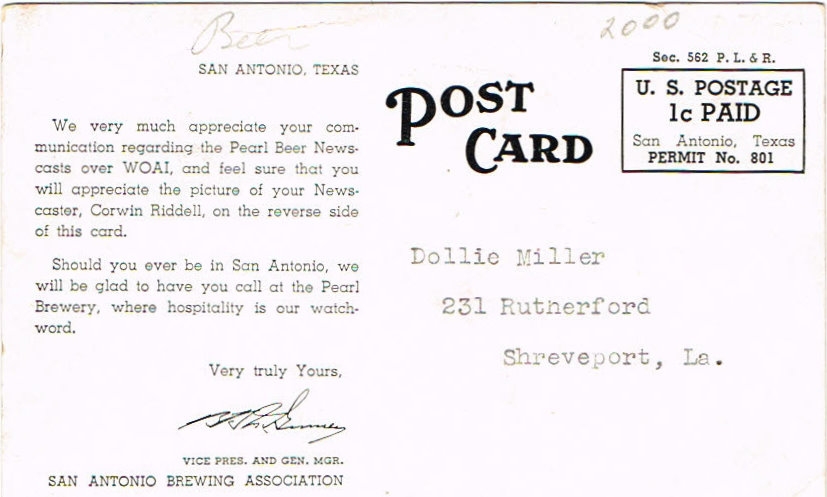 Beer
2000
SAN ANTONIO, TEXAS
We very much appreciate your com-
munication regarding the Pearl Beer News-
casts over WOAI, and feel sure that you
will appreciate the picture of your News-
caster, Corwin Riddell, on the reverse side
of this card.
Should you ever be in San Antonio, we
will be glad to have you call at the Pearl
Brewery, where hospitality is our watch-
word.
Very truly Yours,
VICE PRES. AND GEN. MGR.
SAN ANTONIO BREWING ASSOCIATION
POST
CARD
Sec. 562 P. L. & R.
U. S. POSTAGE
1c PAID
San Antonio, Texas
PERMIT No. 801
Dollie Miller
231 Rutherford
Shreveport, La.